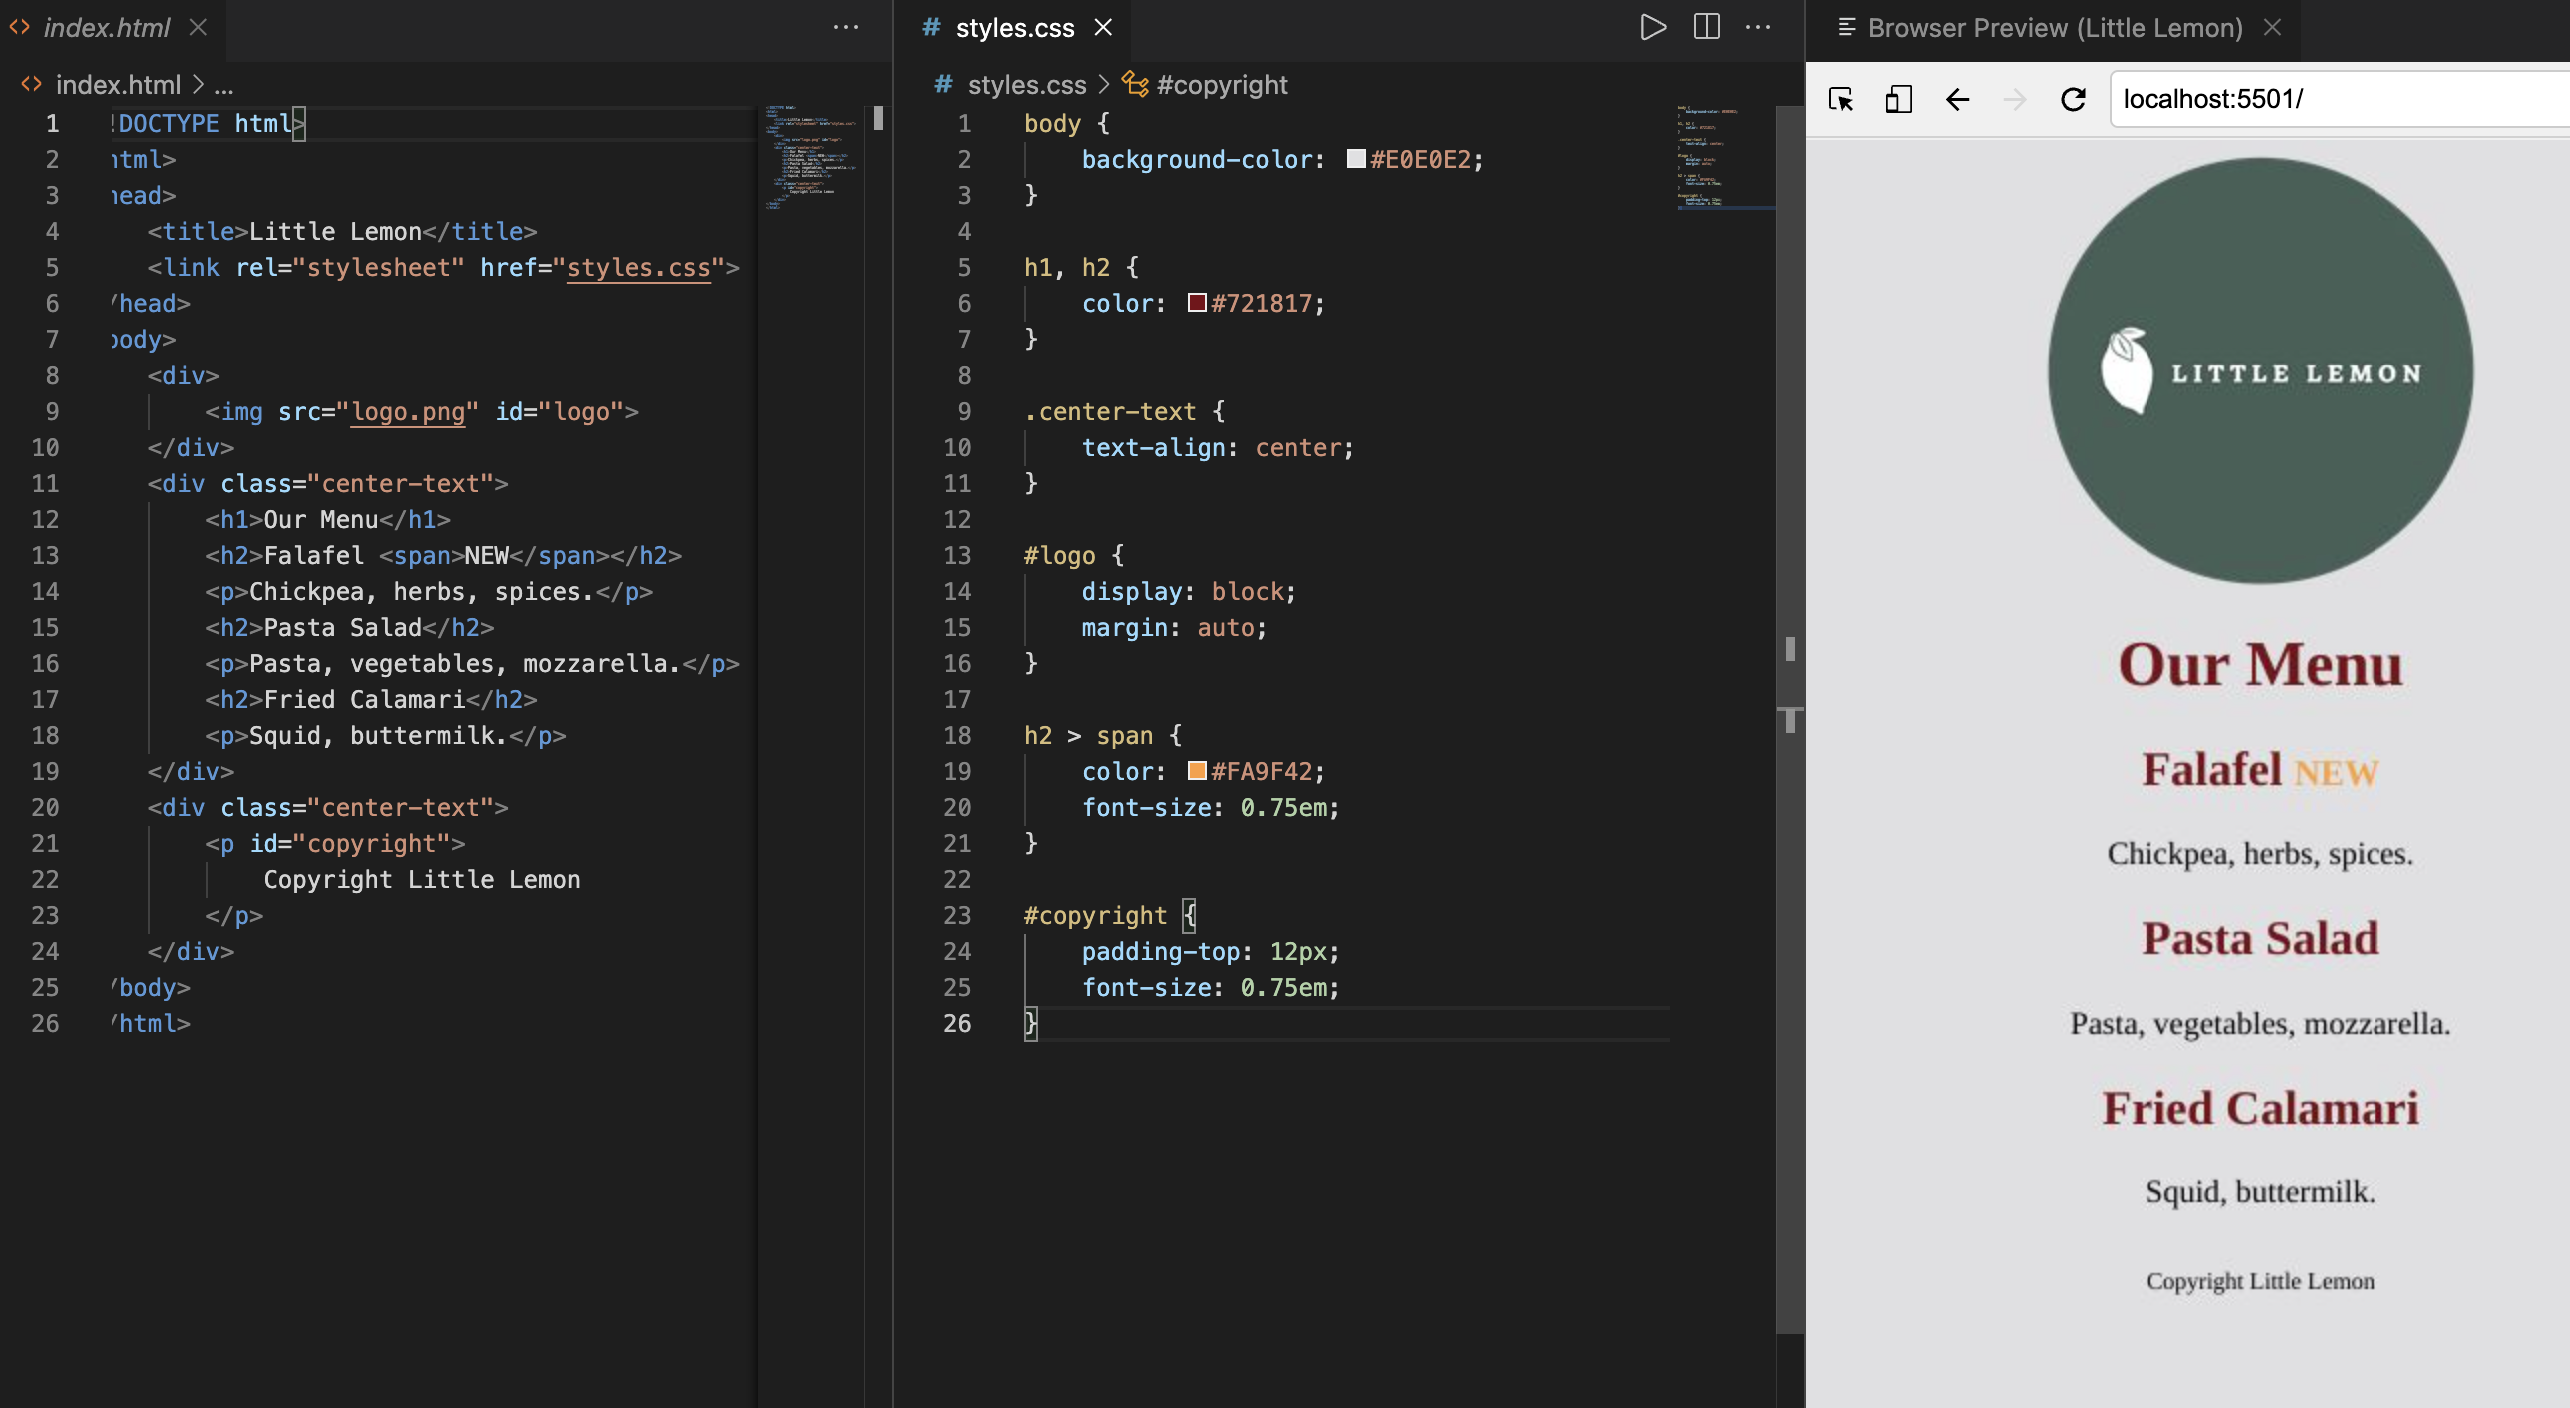 index.html
index.html > ...
1 !DOCTYPE html>
2 html>
3 head>
4 <title>Little Lemon</title>
5 <link rel="stylesheet" href="styles.css">
6 /head>
7 body>
8 <div>
9 <img src="logo.png" id="logo">
10 </div>
11 <div class="center-text">
12 <h1>Our Menu</h1>
13 <h2>Falafel <span>NEW</span></h2>
14 <p>Chickpea, herbs, spices.</p>
15 <h2>Pasta Salad</h2>
16 <p>Pasta, vegetables, mozzarella.</p>
17 <h2>Fried Calamari</h2>
18 <p>Squid, buttermilk.</p>
19 </div>
20 <div class="center-text">
21 <p id="copyright">
22 Copyright Little Lemon
23 </p>
24 </div>
25 /body>
26 /html>
# styles.css
# styles.css > #copyright
1 body {
2 background-color: #E0E0E2;
3 }
4
5 h1, h2 {
6 color: #721817;
7 }
8
9 .center-text {
10 text-align: center;
11 }
12
13 #logo {
14 display: block;
15 margin: auto;
16 }
17
18 h2 > span {
19 color: #FA9F42;
20 font-size: 0.75em;
21 }
22
23 #copyright {
24 padding-top: 12px;
25 font-size: 0.75em;
26 }
Browser Preview (Little Lemon)
localhost:5501/
LITTLE LEMON
Our Menu
Falafel NEW
Chickpea, herbs, spices.
Pasta Salad
Pasta, vegetables, mozzarella.
Fried Calamari
Squid, buttermilk.
Copyright Little Lemon